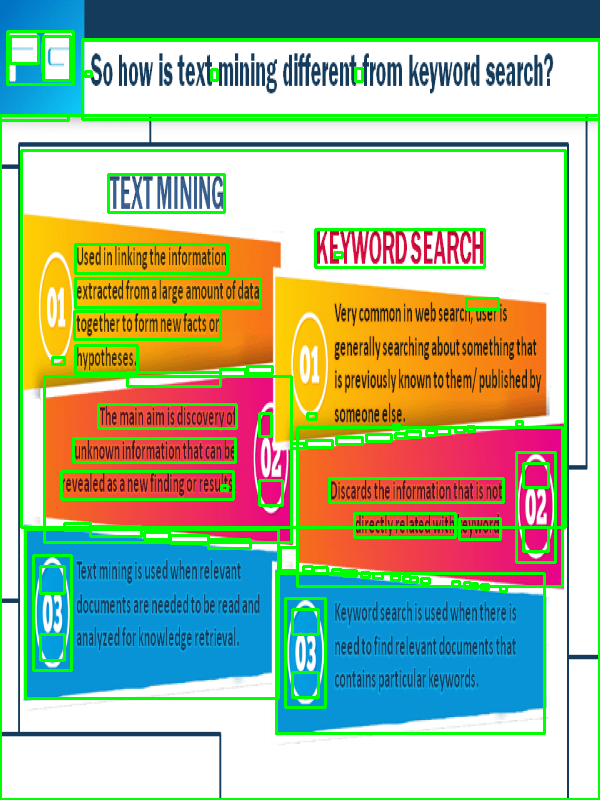 So how is text mining different from keyword search?
TEXT MINING
01
Used in linking the information
extracted from a large amount of data
together to form new facts or
hypotheses.
02
The main aim is discovery of
unknown information that can be
revealed as a new finding or results.
03
Text mining is used when relevant
documents are needed to be read and
analyzed for knowledge retrieval.
KEYWORD SEARCH
01
Very common in web search, user is
generally searching about something that
is previously known to them/ published by
someone else.
02
Discards the information that is not
directly related with keyword
03
Keyword search is used when there is
need to find relevant documents that
contains particular keywords.